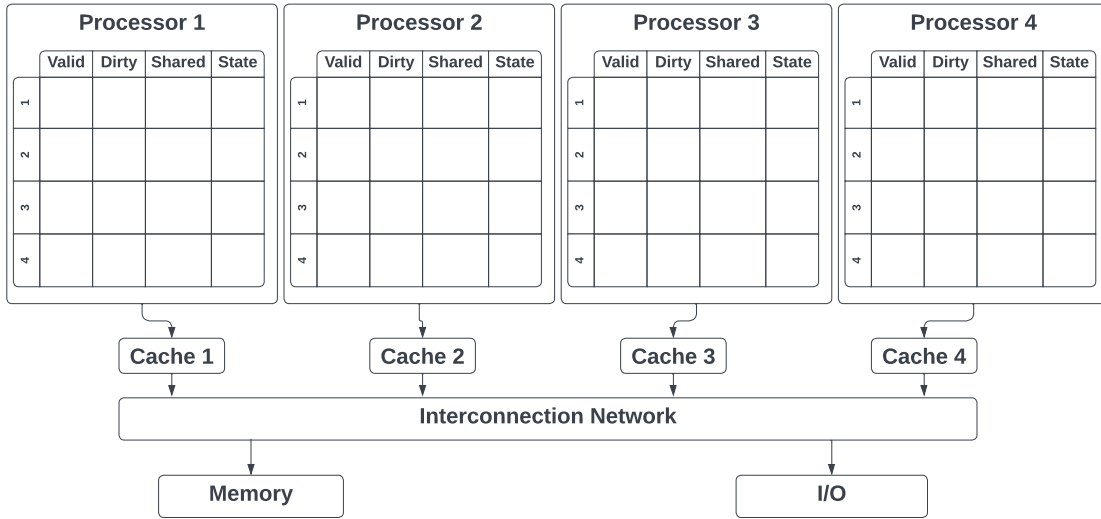 Processor 1 Processor 2 Processor 3 Processor 4
Valid Dirty Shared State Valid Dirty Shared State Valid Dirty Shared State Valid Dirty Shared State
1 1 1 1
2 2 2 2
3 3 3 3
4 4 4 4
Cache 1 Cache 2 Cache 3 Cache 4
Interconnection Network
Memory I/O